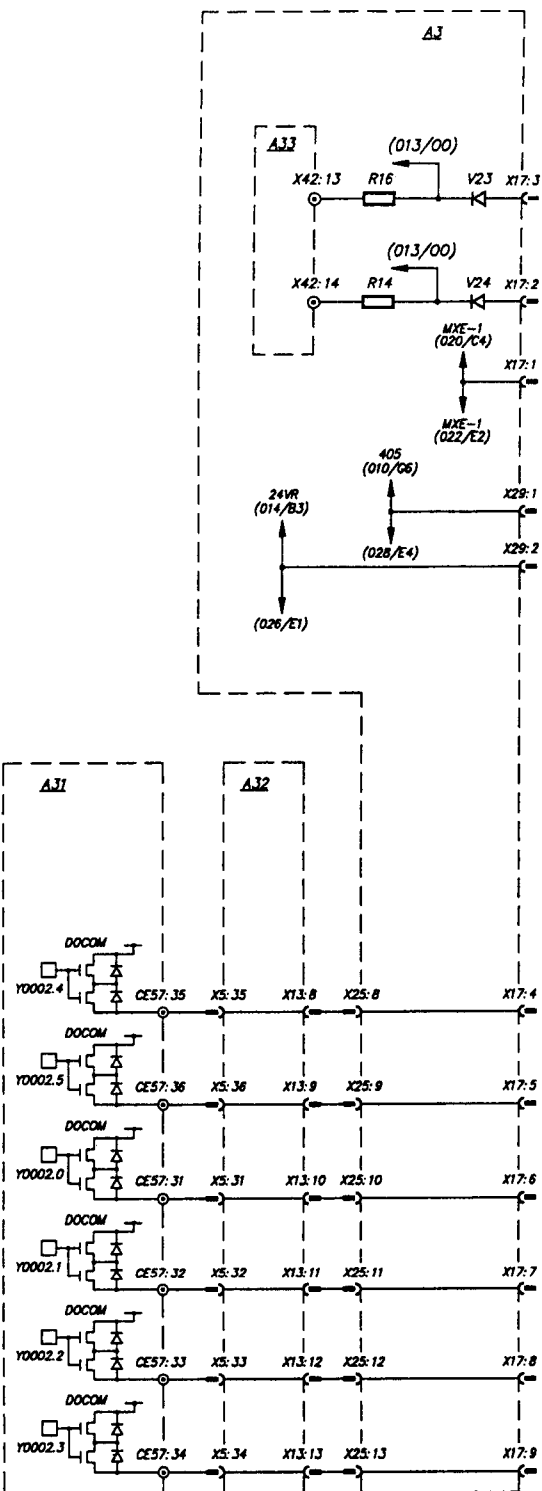 A3
A33
(013/00)
X42:13 R16 V23 X17:3
(013/00)
X42:14 R14 V24 X17:2
MXE-1
(020/C4)
X17:1
MXE-1
(022/E2)
405
(010/G6)
24VR
(014/B3)
X29:1
(028/E4)
X29:2
(026/E1)
A31 A32
DOCOM
Y0002.4 CE57:35 X5:35 X13:8 X25:8 X17:4
DOCOM
Y0002.5 CE57:36 X5:36 X13:9 X25:9 X17:5
DOCOM
Y0002.0 CE57:31 X5:31 X13:10 X25:10 X17:6
DOCOM
Y0002.1 CE57:32 X5:32 X13:11 X25:11 X17:7
DOCOM
Y0002.2 CE57:33 X5:33 X13:12 X25:12 X17:8
DOCOM
Y0002.3 CE57:34 X5:34 X13:13 X25:13 X17:9